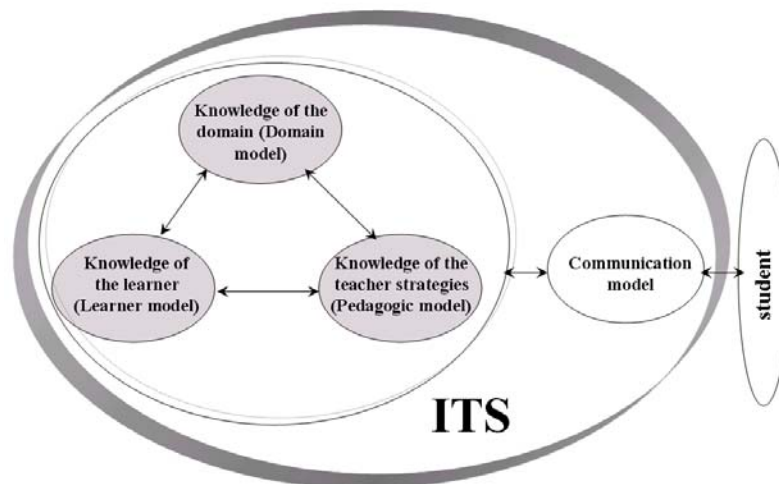 Knowledge of the
domain (Domain
model)
Knowledge of
the learner
(Learner model)
Knowledge of the
teacher strategies
(Pedagogic model)
Communication
model
student
ITS